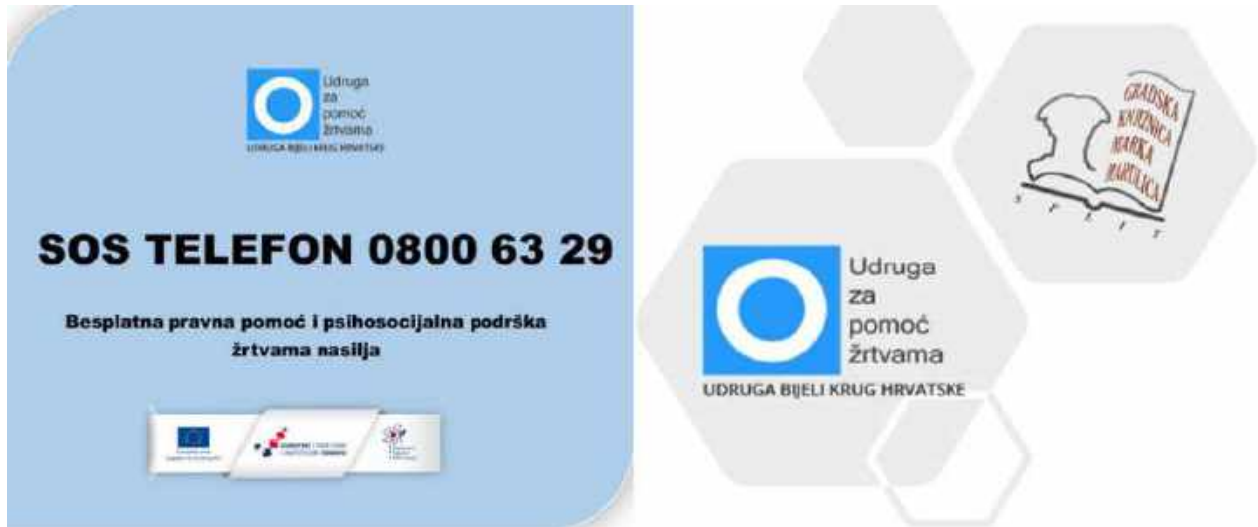 Udruga
za
pomoć
žrtvama
UDRUGA BIJELI KRUG HRVATSKE
SOS TELEFON 0800 63 29
Besplatna pravna pomoć i psihosocijalna podrška
žrtvama nasilja
GRADSKA
KNJIŽNICA
MARKA
MARULIĆA
SPLIT
Udruga
za
pomoć
žrtvama
UDRUGA BIJELI KRUG HRVATSKE